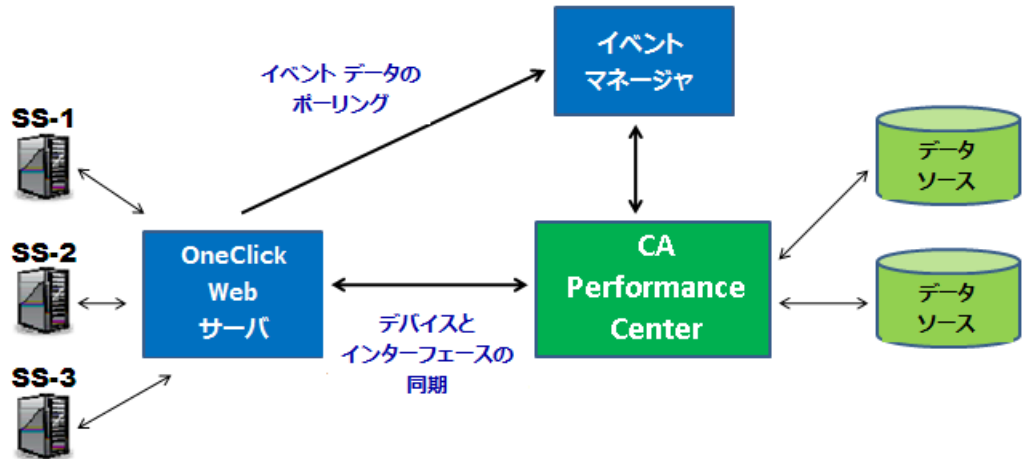 イベント
マネージャ
イベント データの
ポーリング
SS-1
データ
ソース
SS-2
OneClick
Web
サーバ
CA
Performance
Center
データ
ソース
デバイスと
インターフェースの
同期
SS-3